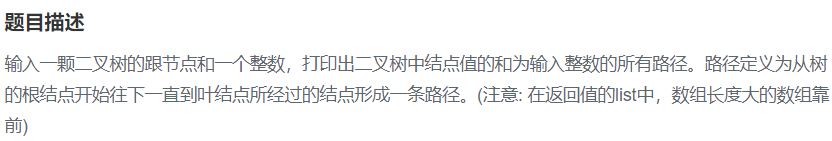 题目描述
输入一颗二叉树的跟节点和一个整数，打印出二叉树中结点值的和为输入整数的所有路径。路径定义为从树
的根结点开始往下一直到叶结点所经过的结点形成一条路径。(注意: 在返回值的list中，数组长度大的数组靠
前)